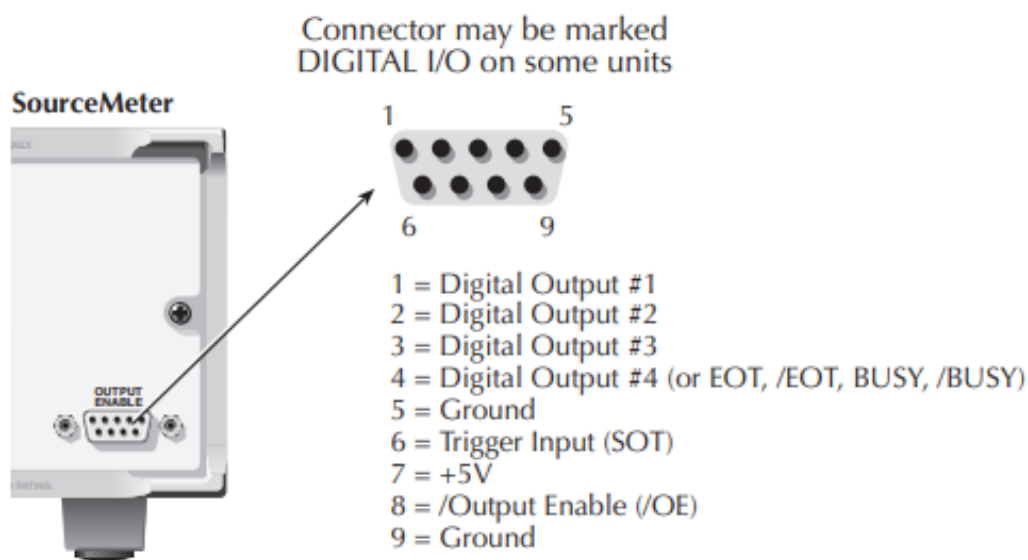 Connector may be marked
DIGITAL I/O on some units
SourceMeter
1
5
6
9
OUTPUT
ENABLE
1 = Digital Output #1
2 = Digital Output #2
3 = Digital Output #3
4 = Digital Output #4 (or EOT, /EOT, BUSY, /BUSY)
5 = Ground
6 = Trigger Input (SOT)
7 = +5V
8 = /Output Enable (/OE)
9 = Ground
RATING.